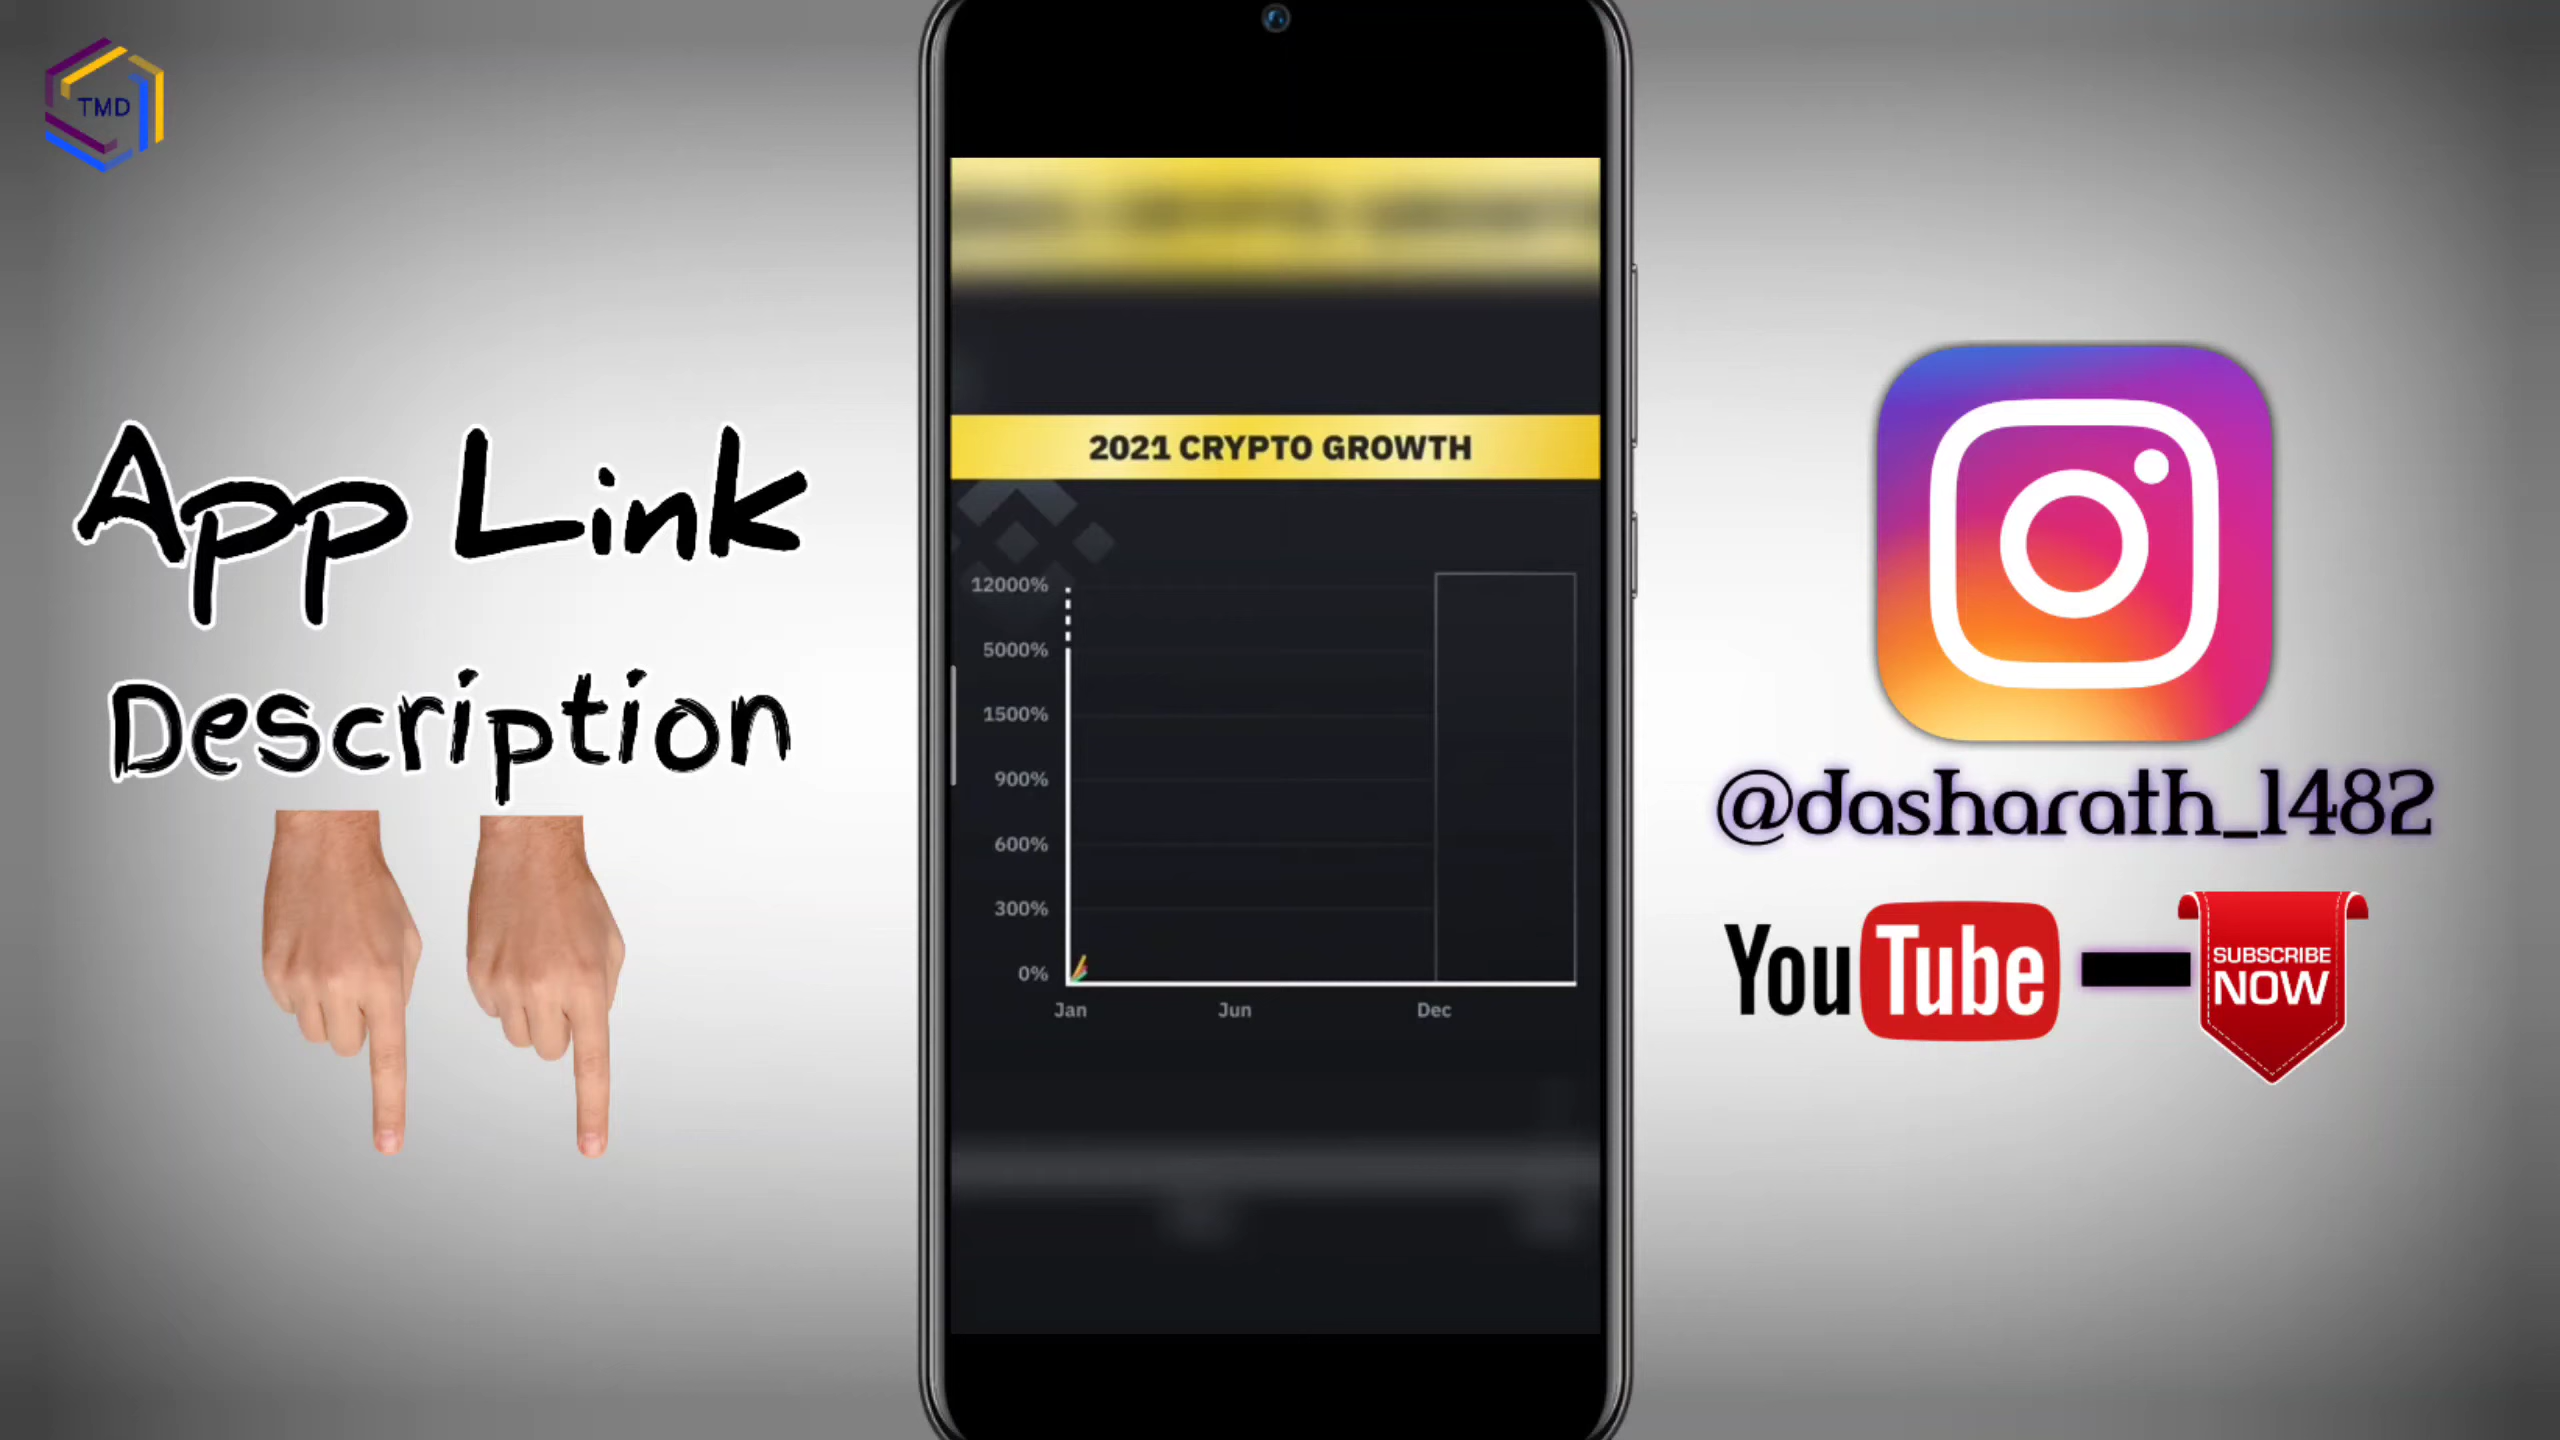 TMD
App Link
Description
2021 CRYPTO GROWTH
12000%
5000%
1500%
900%
600%
300%
0%
Jan Jun Dec
@dasharath_1482
YouTube
SUBSCRIBE
NOW